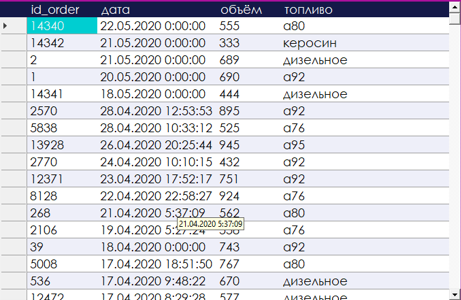 id_order дата объём топливо
14340 22.05.2020 0:00:00 555 а80
14342 21.05.2020 0:00:00 333 керосин
2 21.05.2020 0:00:00 689 дизельное
1 20.05.2020 0:00:00 690 а92
14341 18.05.2020 0:00:00 444 дизельное
2570 28.04.2020 12:53:53 895 а92
5838 28.04.2020 10:33:12 525 а76
13928 26.04.2020 20:25:44 945 а95
2770 24.04.2020 10:10:15 432 а92
12371 23.04.2020 17:52:17 751 а92
8128 22.04.2020 22:58:27 924 а76
268 21.04.2020 5:37:09 562 а80
21.04.2020 5:37:09
2106 19.04.2020 5:27:24 а76
39 18.04.2020 0:00:00 743 а92
5008 17.04.2020 18:51:50 767 а80
536 17.04.2020 9:48:22 670 дизельное
12472 17.04.2020 8:29:28 577 дизельное